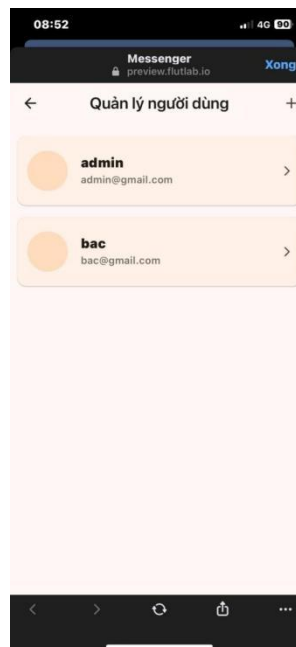 08:52
4G 90
Messenger
preview.flutlab.io
Xong
Quản lý người dùng
admin
admin@gmail.com
bac
bac@gmail.com